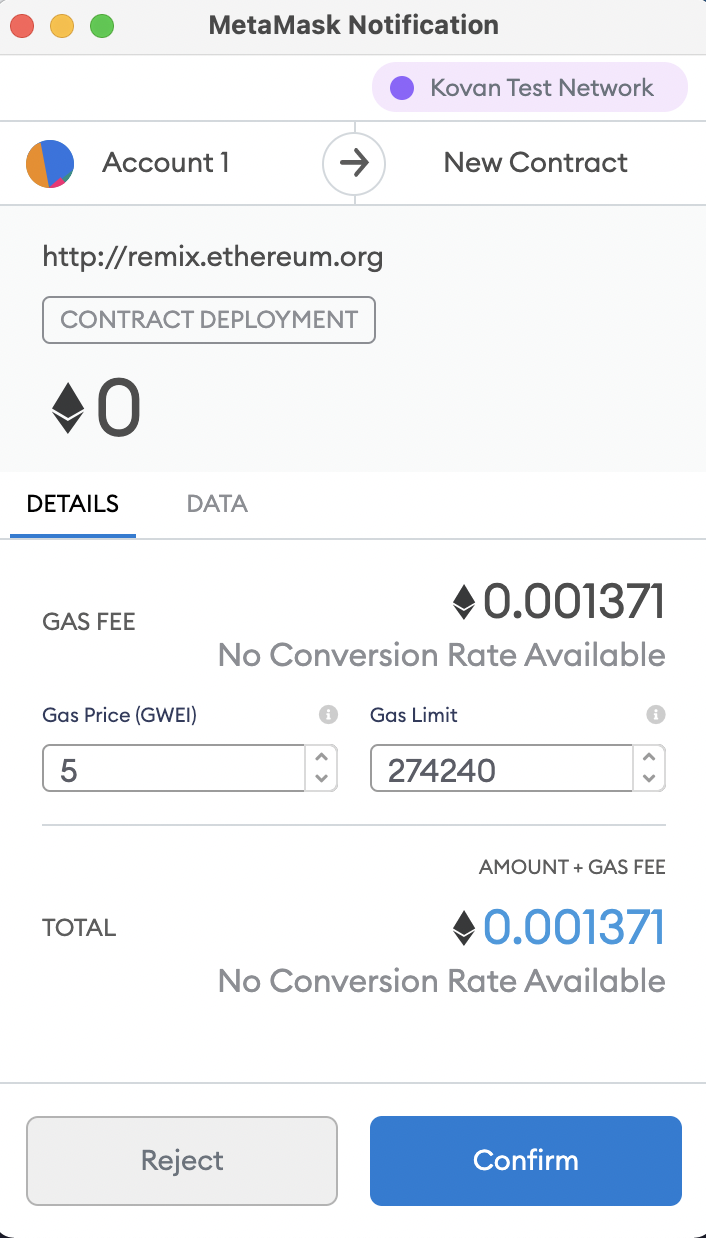 MetaMask Notification
Kovan Test Network
Account 1
New Contract
http://remix.ethereum.org
CONTRACT DEPLOYMENT
0
DETAILS
DATA
GAS FEE
0.001371
No Conversion Rate Available
Gas Price (GWEI)
Gas Limit
5
274240
AMOUNT + GAS FEE
TOTAL
0.001371
No Conversion Rate Available
Reject
Confirm